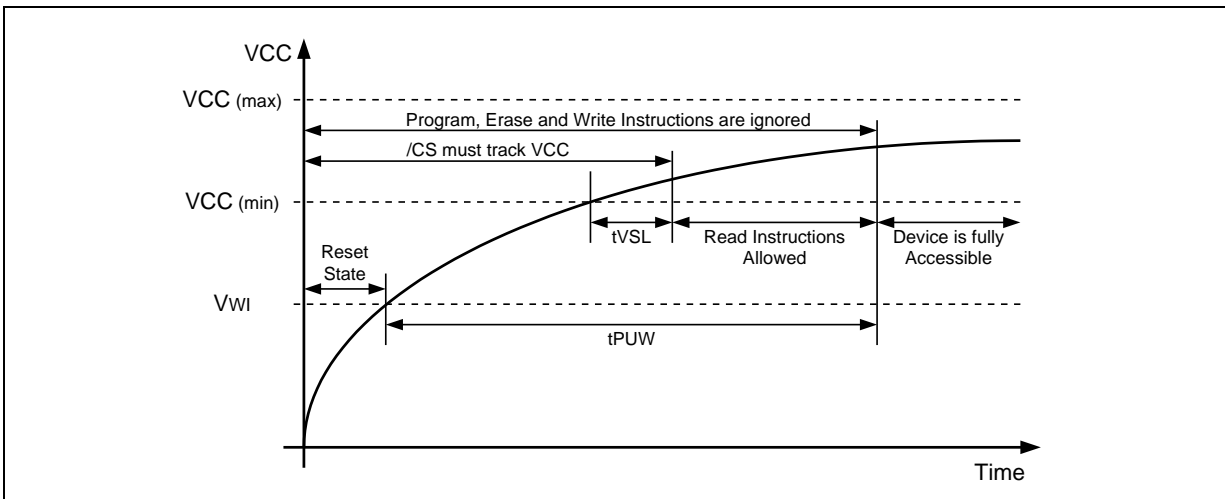 VCC
VCC (max)
Program, Erase and Write Instructions are ignored
/CS must track VCC
VCC (min)
tVSL
Read Instructions
Allowed
Device is fully
Accessible
Reset
State
VWI
tPUW
Time